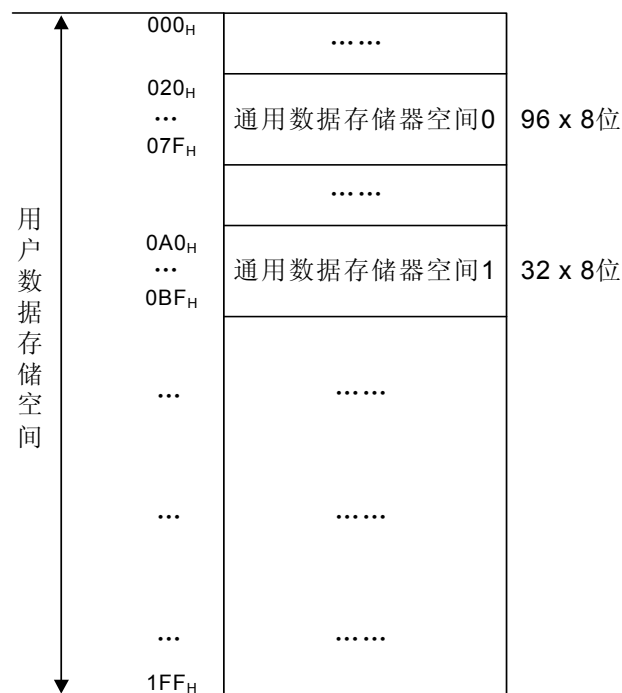 000H
……
020H
…
07FH
通用数据存储器空间0
96 x 8位
……
0A0H
…
0BFH
通用数据存储器空间1
32 x 8位
用户数据存储空间
… ……
… ……
… ……
1FFH